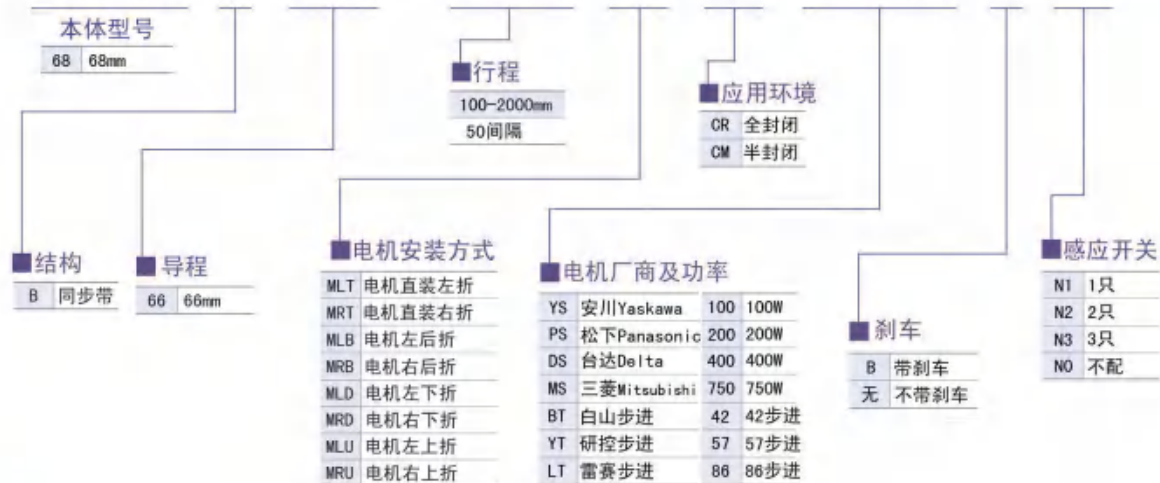 本体型号
68 68mm
■行程
100-2000mm
50间隔
■应用环境
CR 全封闭
CM 半封闭
■结构
B 同步带
■导程
66 66mm
■电机安装方式
MLT 电机直装左折
MRT 电机直装右折
MLB 电机左后折
MRB 电机右后折
MLD 电机左下折
MRD 电机右下折
MLU 电机左上折
MRU 电机右上折
■电机厂商及功率
YS 安川Yaskawa 100 100W
PS 松下Panasonic 200 200W
DS 台达Delta 400 400W
MS 三菱Mitsubishi 750 750W
BT 白山步进 42 42步进
YT 研控步进 57 57步进
LT 雷赛步进 86 86步进
■刹车
B 带刹车
无 不带刹车
■感应开关
N1 1只
N2 2只
N3 3只
NO 不配